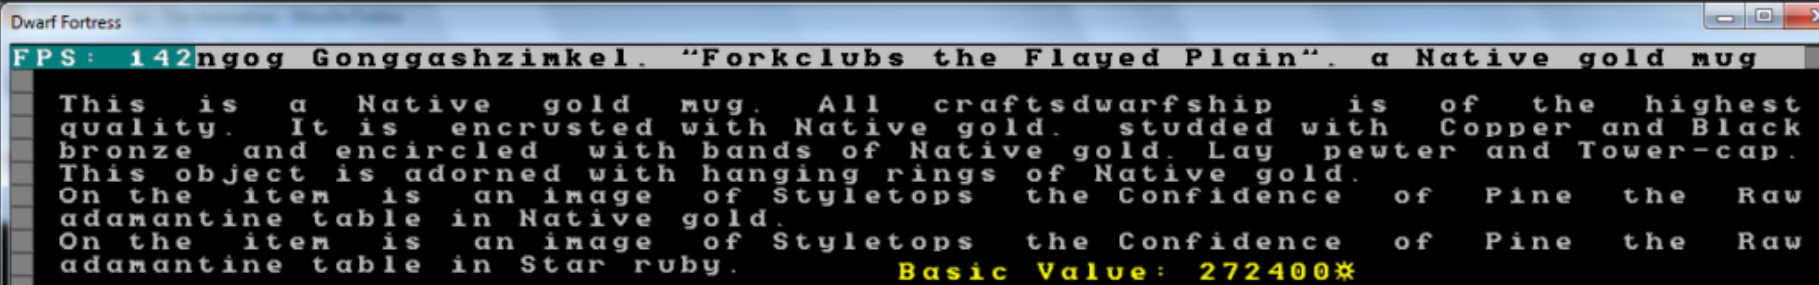 Dwarf Fortress
FPS: 142ngog Gonggashzimkel. "Forkclubs the Flayed Plain". a Native gold mug
This is a Native gold mug. All craftsdwarfship is of the highest
quality. It is encrusted with Native gold. studded with Copper and Black
bronze and encircled with bands of Native gold. Lay pewter and Tower-cap.
This object is adorned with hanging rings of Native gold.
On the item is an image of Styletops the Confidence of Pine the Raw
adamantine table in Native gold.
On the item is an image of Styletops the Confidence of Pine the Raw
adamantine table in Star ruby.
Basic Value: 272400☼